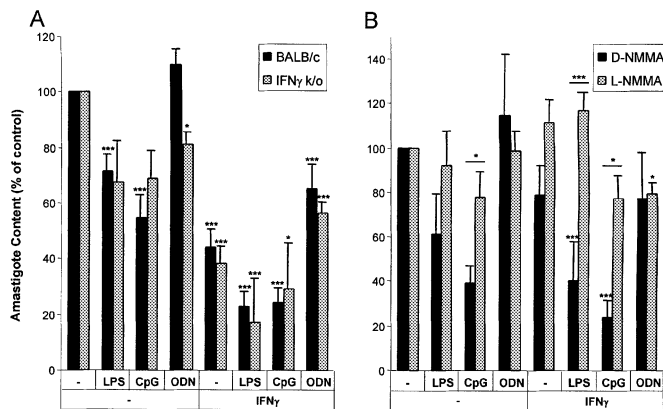 A
B
Amastigote Content (% of control)
120
100
80
60
40
20
0
BALB/c
IFNγ k/o
***
***
*
***
***
***
***
***
*
***
***
- LPS CpG ODN - LPS CpG ODN
- IFNγ
140
120
100
80
60
40
20
0
D-NMMA
L-NMMA
*
***
***
*
***
*
- LPS CpG ODN - LPS CpG ODN
- IFNγ